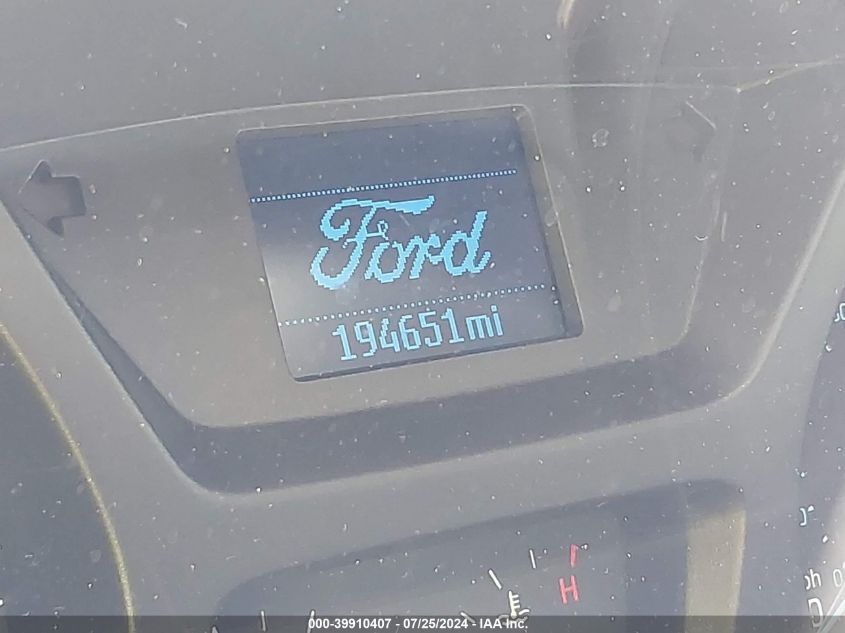 Ford
194651mi
H
000-39910407 - 07/25/2024 - IAA Inc.